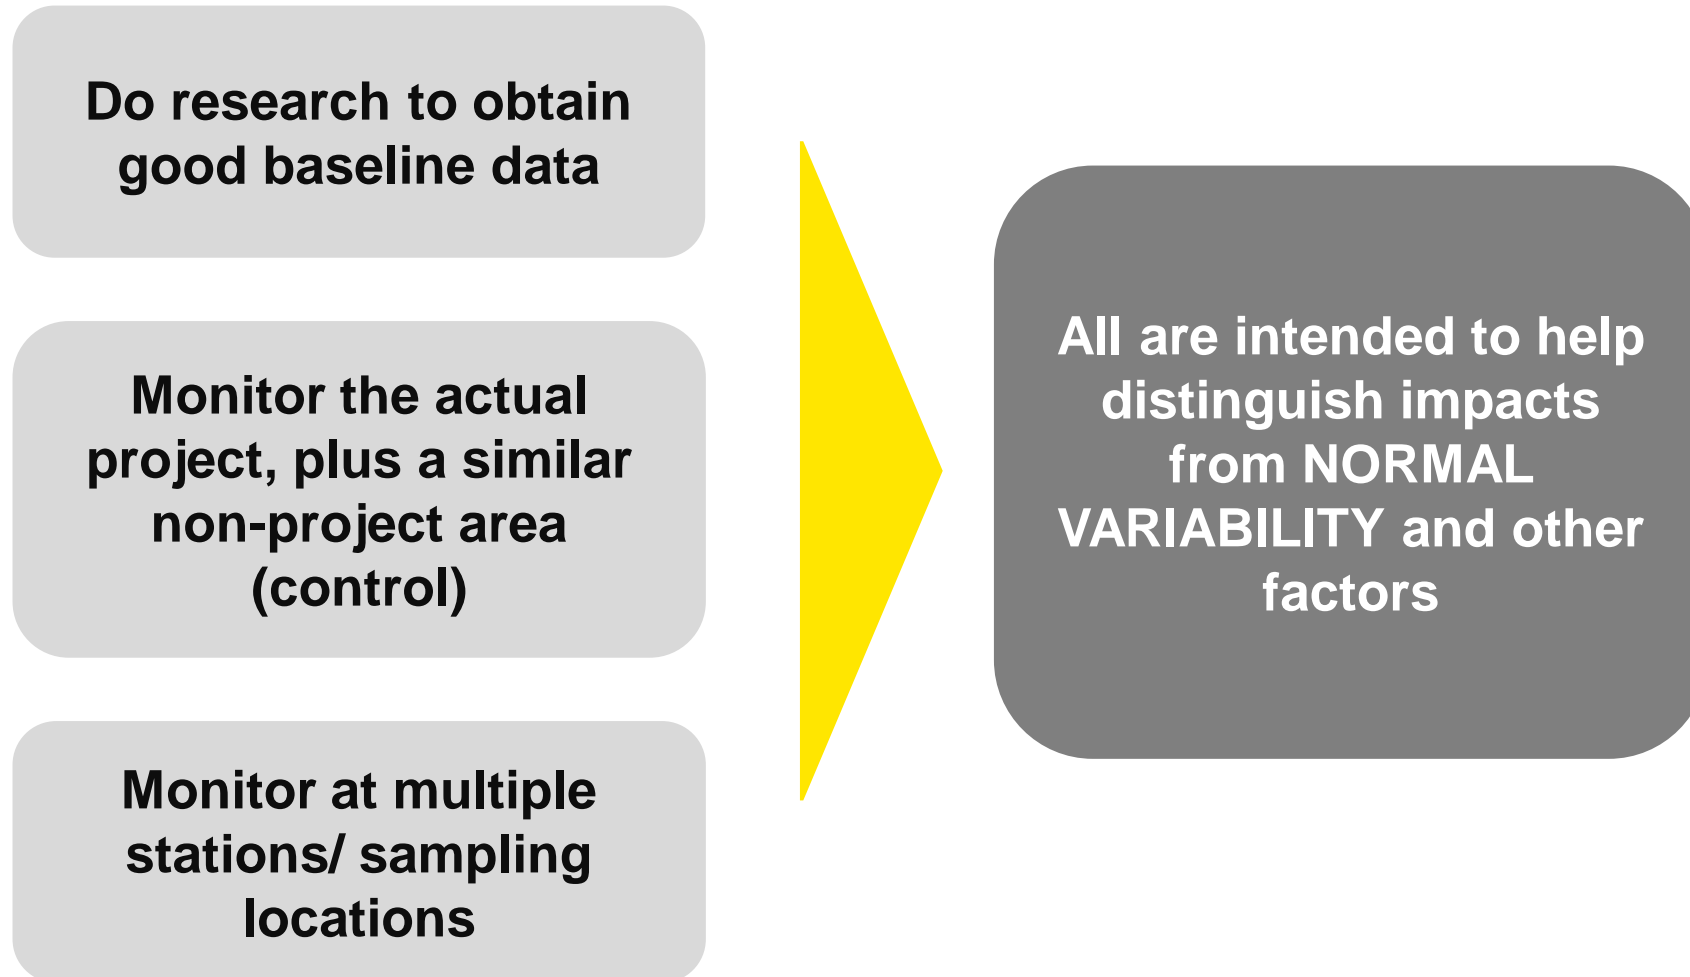 Do research to obtain
good baseline data
Monitor the actual
project, plus a similar
non-project area
(control)
Monitor at multiple
stations/ sampling
locations
All are intended to help
distinguish impacts
from NORMAL
VARIABILITY and other
factors